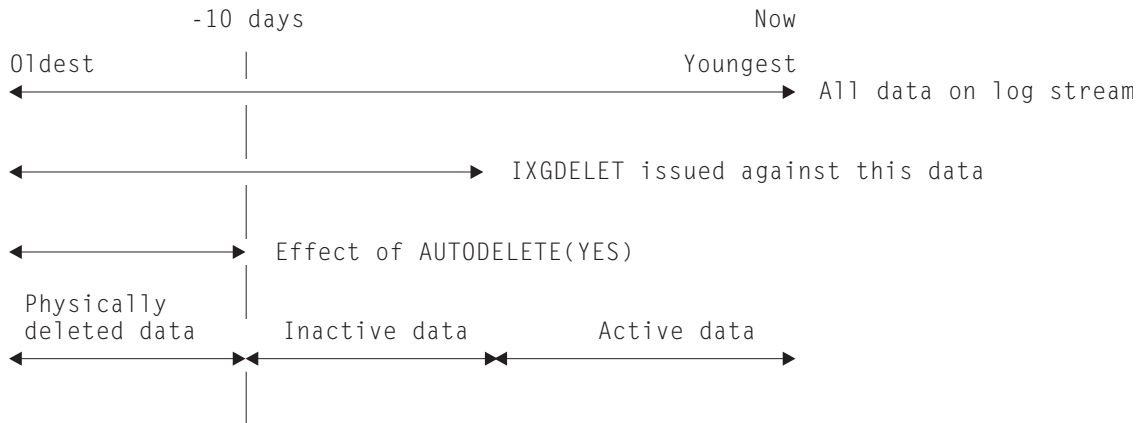 -10 days Now
Oldest Youngest
All data on log stream
IXGDELET issued against this data
Effect of AUTODELETE(YES)
Physically
deleted data Inactive data Active data